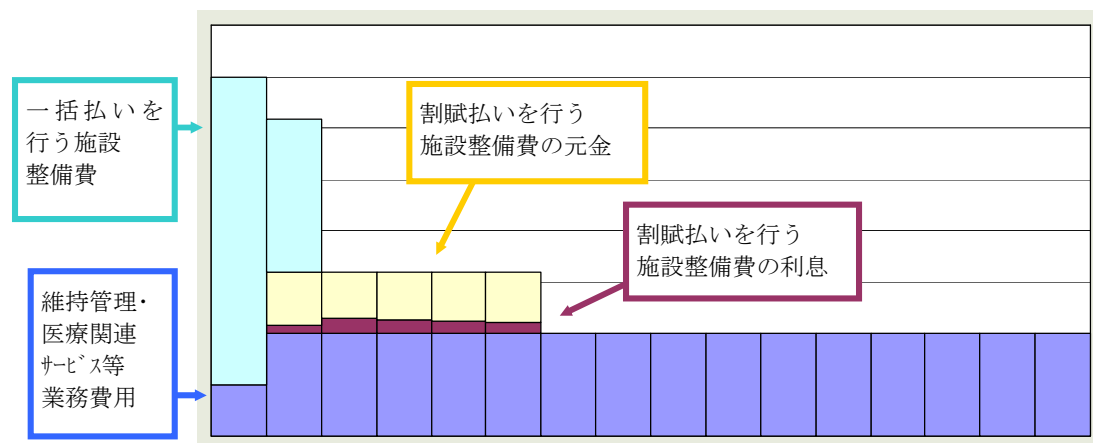 一括払いを
行う施設
整備費
割賦払いを行う
施設整備費の元金
割賦払いを行う
施設整備費の利息
維持管理・
医療関連
ｻｰﾋﾞｽ等
業務費用